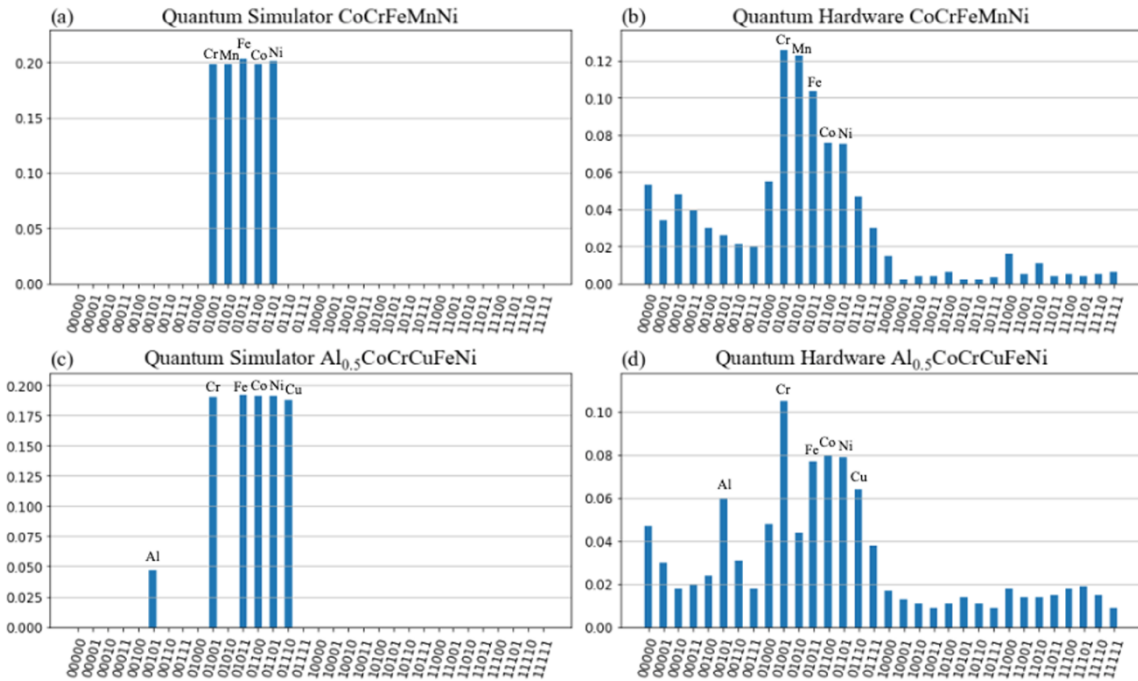 (a) Quantum Simulator CoCrFeMnNi
Cr Mn Fe Co Ni
0.20
0.15
0.10
0.05
0.00
00000 00001 00010 00011 00100 00101 00110 00111 01000 01001 01010 01011 01100 01101 01110 01111 10000 10001 10010 10011 10100 10101 10110 10111 11000 11001 11010 11011 11100 11101 11110 11111
(b) Quantum Hardware CoCrFeMnNi
Cr Mn Fe Co Ni
0.12
0.10
0.08
0.06
0.04
0.02
0.00
00000 00001 00010 00011 00100 00101 00110 00111 01000 01001 01010 01011 01100 01101 01110 01111 10000 10001 10010 10011 10100 10101 10110 10111 11000 11001 11010 11011 11100 11101 11110 11111
(c) Quantum Simulator Al0.5CoCrCuFeNi
Al Cr Fe Co Ni Cu
0.200
0.175
0.150
0.125
0.100
0.075
0.050
0.025
0.000
00000 00001 00010 00011 00100 00101 00110 00111 01000 01001 01010 01011 01100 01101 01110 01111 10000 10001 10010 10011 10100 10101 10110 10111 11000 11001 11010 11011 11100 11101 11110 11111
(d) Quantum Hardware Al0.5CoCrCuFeNi
Al Cr Fe Co Ni Cu
0.10
0.08
0.06
0.04
0.02
0.00
00000 00001 00010 00011 00100 00101 00110 00111 01000 01001 01010 01011 01100 01101 01110 01111 10000 10001 10010 10011 10100 10101 10110 10111 11000 11001 11010 11011 11100 11101 11110 11111